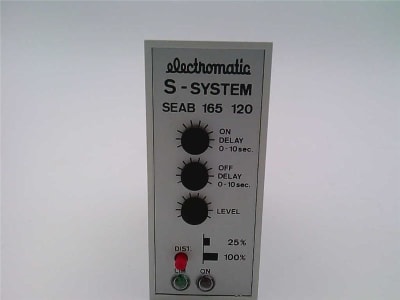 electromatic
S-SYSTEM
SEAB 165 120
ON
DELAY
0-10sec.
OFF
DELAY
0-10sec.
LEVEL
25%
DIST.
100%
ON